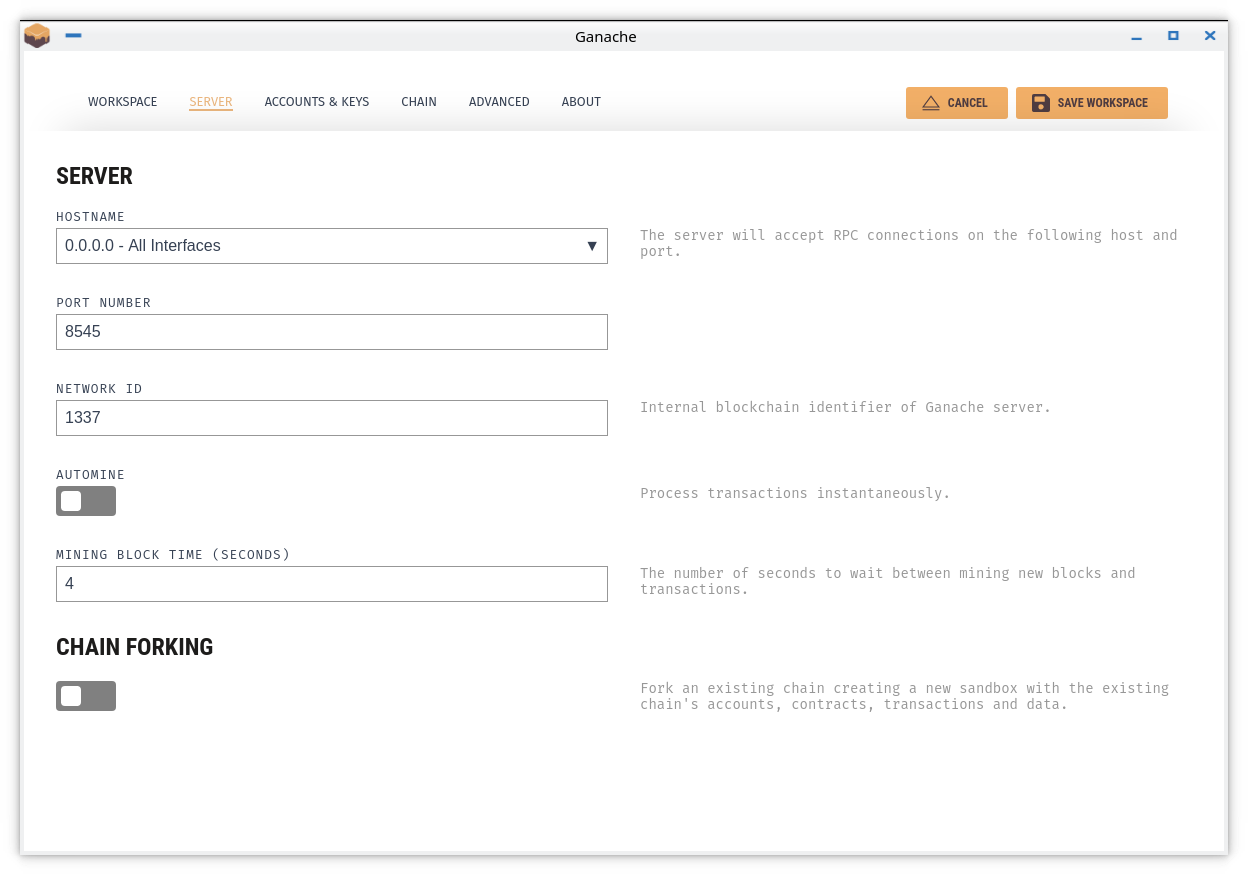 Ganache
WORKSPACE SERVER ACCOUNTS & KEYS CHAIN ADVANCED ABOUT CANCEL SAVE WORKSPACE
SERVER
HOSTNAME
0.0.0.0 - All Interfaces
The server will accept RPC connections on the following host and
port.
PORT NUMBER
8545
NETWORK ID
1337
Internal blockchain identifier of Ganache server.
AUTOMINE
Process transactions instantaneously.
MINING BLOCK TIME (SECONDS)
4
The number of seconds to wait between mining new blocks and
transactions.
CHAIN FORKING
Fork an existing chain creating a new sandbox with the existing
chain's accounts, contracts, transactions and data.